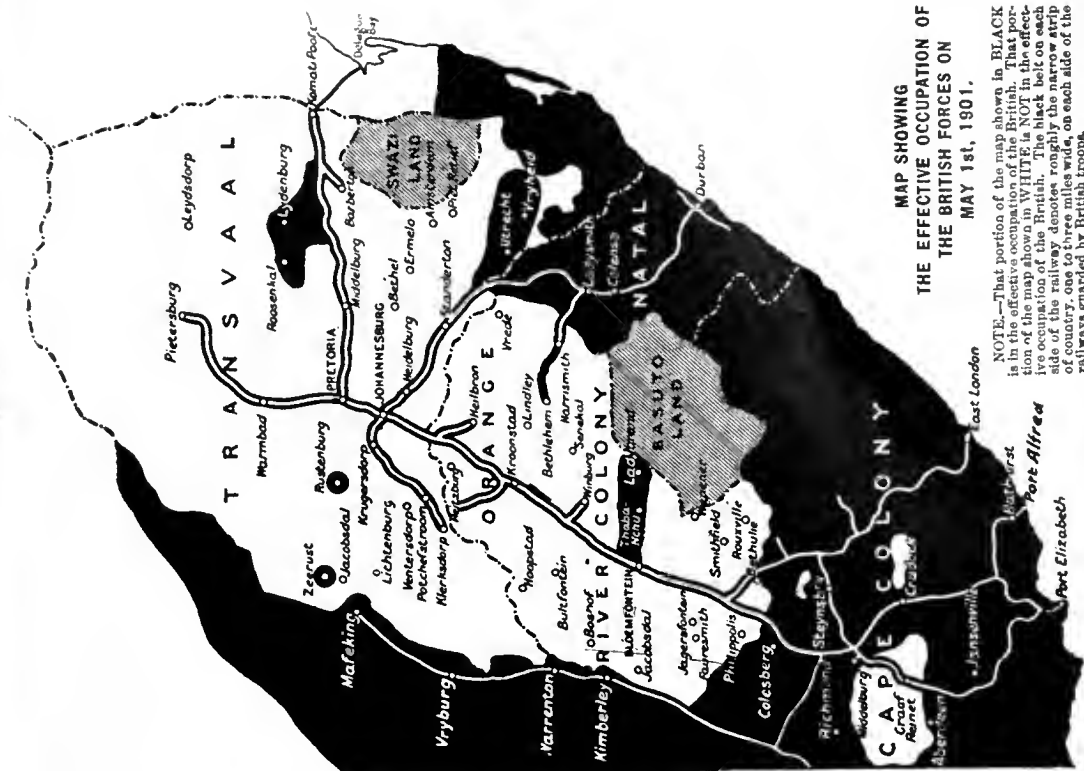 MAP SHOWING
THE EFFECTIVE OCCUPATION OF
THE BRITISH FORCES ON
MAY 1st, 1901.
NOTE.—That portion of the map shown in BLACK
is in the effective occupation of the British. That por-
tion of the map shown in WHITE is NOT in the effect-
ive occupation of the British. The black belt on each
side of the railway denotes roughly the narrow strip
of country, one to three miles wide, on each side of the
railways guarded by British troops.
TRANSVAAL
Pietersburg
Leydsdorp
Warmbad
Roosenkal
Lydenburg
Komati Poort
Delagoa
Bay
Zeerust
Rustenburg
PRETORIA
Middelburg
Barberton
Jacobsdal
Krugersdorp
JOHANNESBURG
Bethel
Ermelo
SWAZI
LAND
Amsterdam
Piet Retief
Mafeking
Lichtenburg
Ventersdorp
Potchefstroom
Klerksdorp
Heidelburg
Standerton
Utrecht
Vryheid
Vryburg
Hoopstad
Kroonstad
Heilbron
Lindley
Vrede
ORANGE
RIVER COLONY
Warrenton
Bultfontein
Boshof
Winburg
Senekal
Bethlehem
Harrismith
Ladysmith
Colenso
NATAL
Durban
Kimberley
BLOEMFONTEIN
Jacobsdal
Thaba-
Nchu
Ladybrand
BASUTO
LAND
Jagersfontein
Fauresmith
Philippolis
Smithfield
Rouxville
Bethulie
Wepener
Colesberg
Richmond
Steynsburg
Middelburg
Graaf
Reinet
Cradock
CAPE COLONY
Aberdeen
Jansenville
East London
Bathurst
Port Alfred
Port Elizabeth